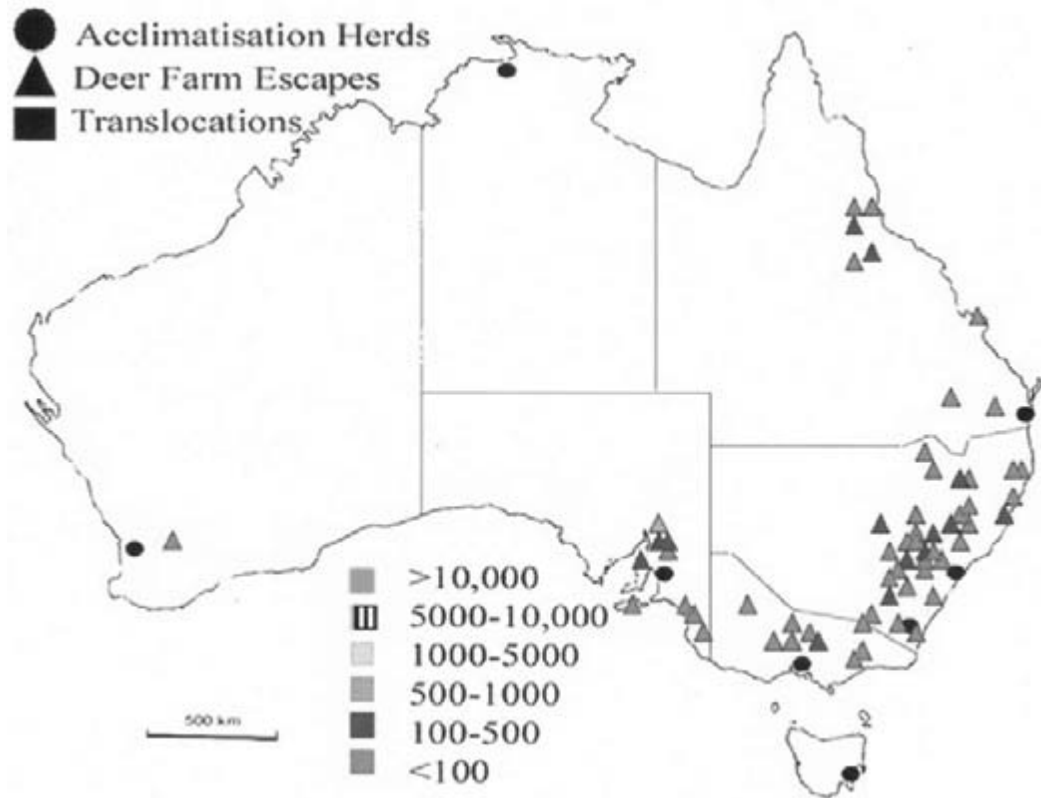 Acclimatisation Herds
Deer Farm Escapes
Translocations
>10,000
5000-10,000
1000-5000
500-1000
100-500
<100
500 km